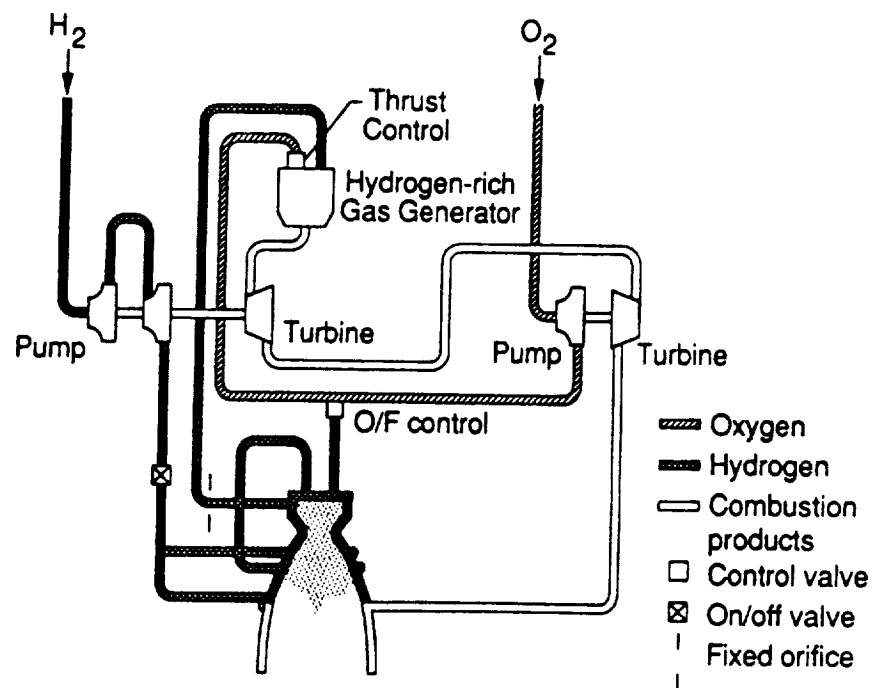 H2
O2
Thrust
Control
Hydrogen-rich
Gas Generator
Pump
Turbine
Pump
Turbine
O/F control
Oxygen
Hydrogen
Combustion
products
Control valve
On/off valve
Fixed orifice